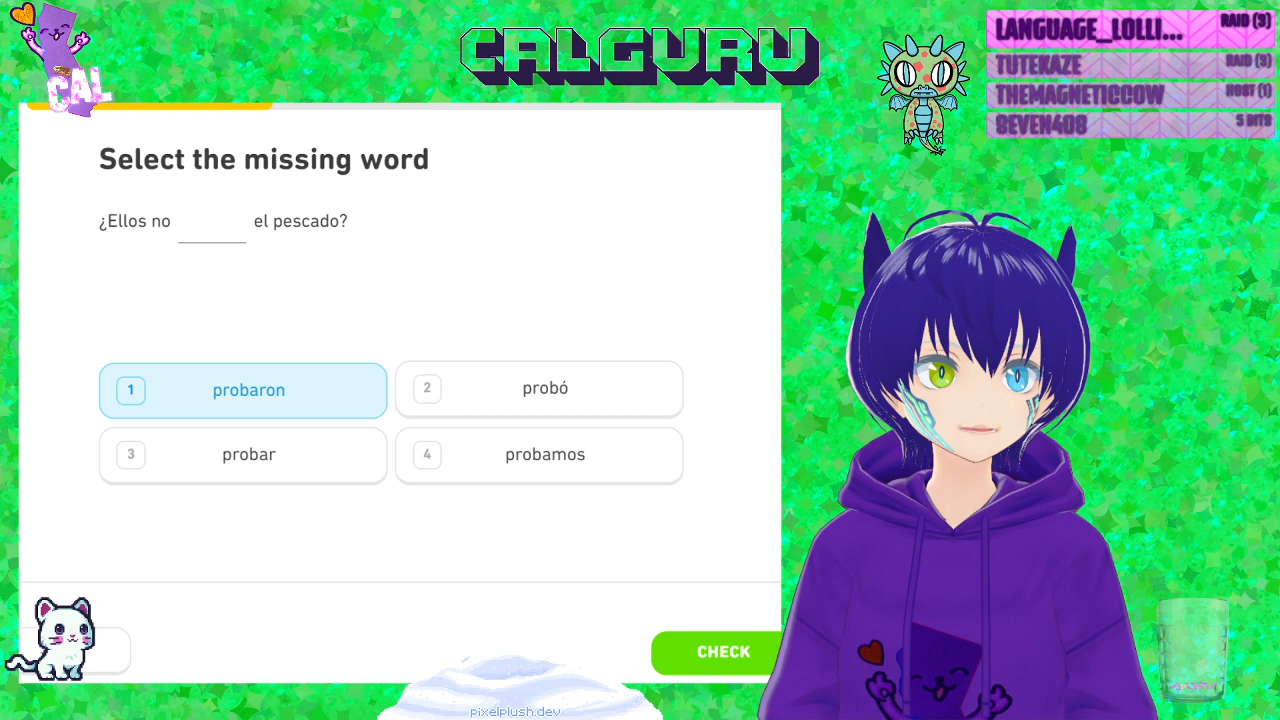 CAL
CALGURU
LANGUAGE_LOLLI... RAID (3)
TUTEKAZE RAID (3)
THEMAGNETICCOW HOST (1)
SEVEN408 5 BITS
Select the missing word
¿Ellos no ______ el pescado?
1 probaron
2 probó
3 probar
4 probamos
CHECK
pixelplush.dev